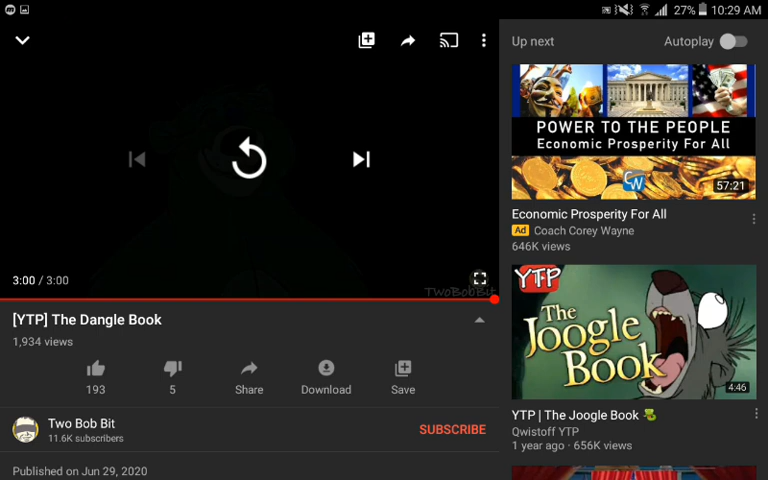 27% 10:29 AM
3:00 / 3:00
TwoBobBit
[YTP] The Dangle Book
1,934 views
193
5
Share
Download
Save
Two Bob Bit
11.6K subscribers
SUBSCRIBE
Published on Jun 29, 2020
Up next
Autoplay
POWER TO THE PEOPLE
Economic Prosperity For All
CW
57:21
Economic Prosperity For All
Ad Coach Corey Wayne
646K views
YTP
The
Joogle
Book
4:46
YTP | The Joogle Book 🐸
Qwistoff YTP
1 year ago · 656K views